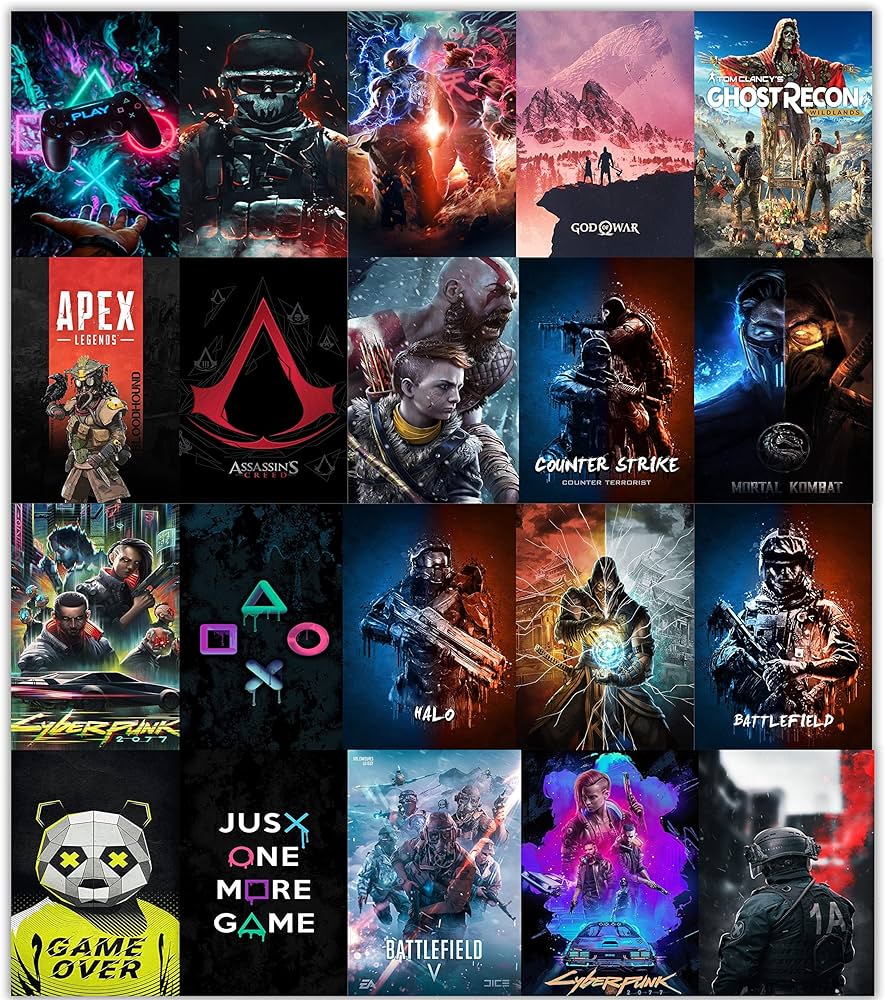 PLAY
GOD OF WAR
TOM CLANCY'S
GHOST RECON
WILDLANDS
APEX
LEGENDS
BLOODHOUND
ASSASSIN'S
CREED
COUNTER STRIKE
COUNTER TERRORIST
MORTAL KOMBAT
CYBERPUNK
2077
HALO
BATTLEFIELD
GAME
OVER
JUSX
ONE
MORE
GAME
BATTLEFIELD
V
EA
DICE
CYBERPUNK
2077
1A